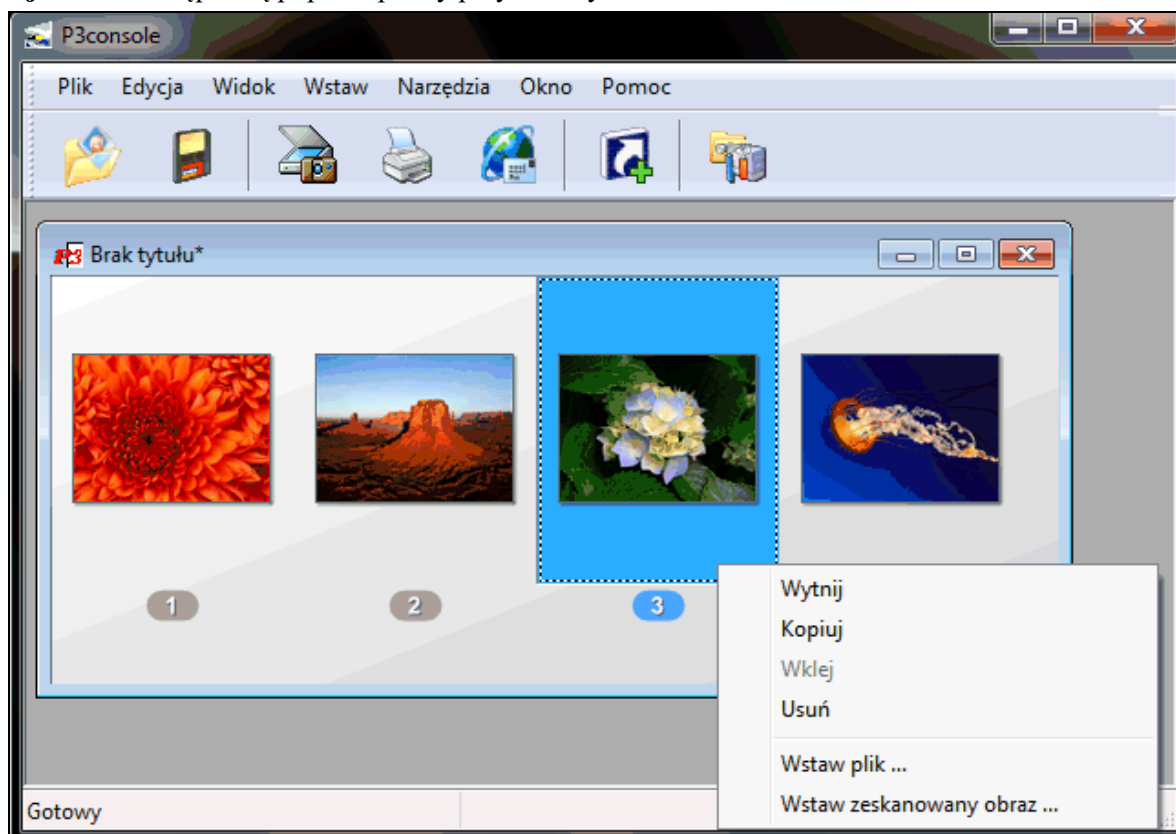 P3console
Plik Edycja Widok Wstaw Narzędzia Okno Pomoc
Brak tytułu*
1 2 3
Wytnij
Kopiuj
Wklej
Usuń
Wstaw plik ...
Wstaw zeskanowany obraz ...
Gotowy